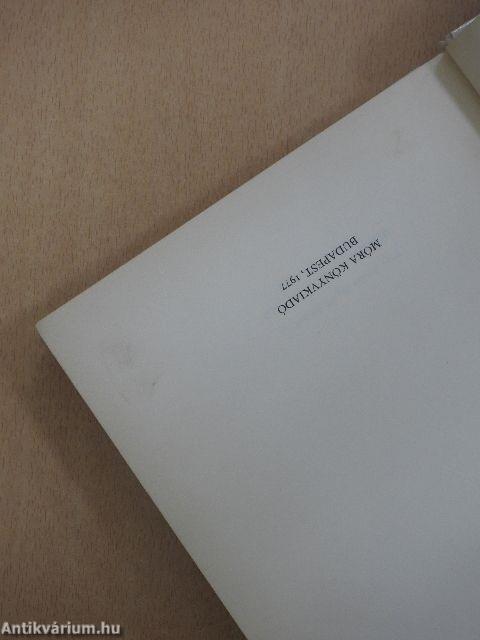 MÓRA KÖNYVKIADÓ
BUDAPEST, 1977
Antikvárium.hu